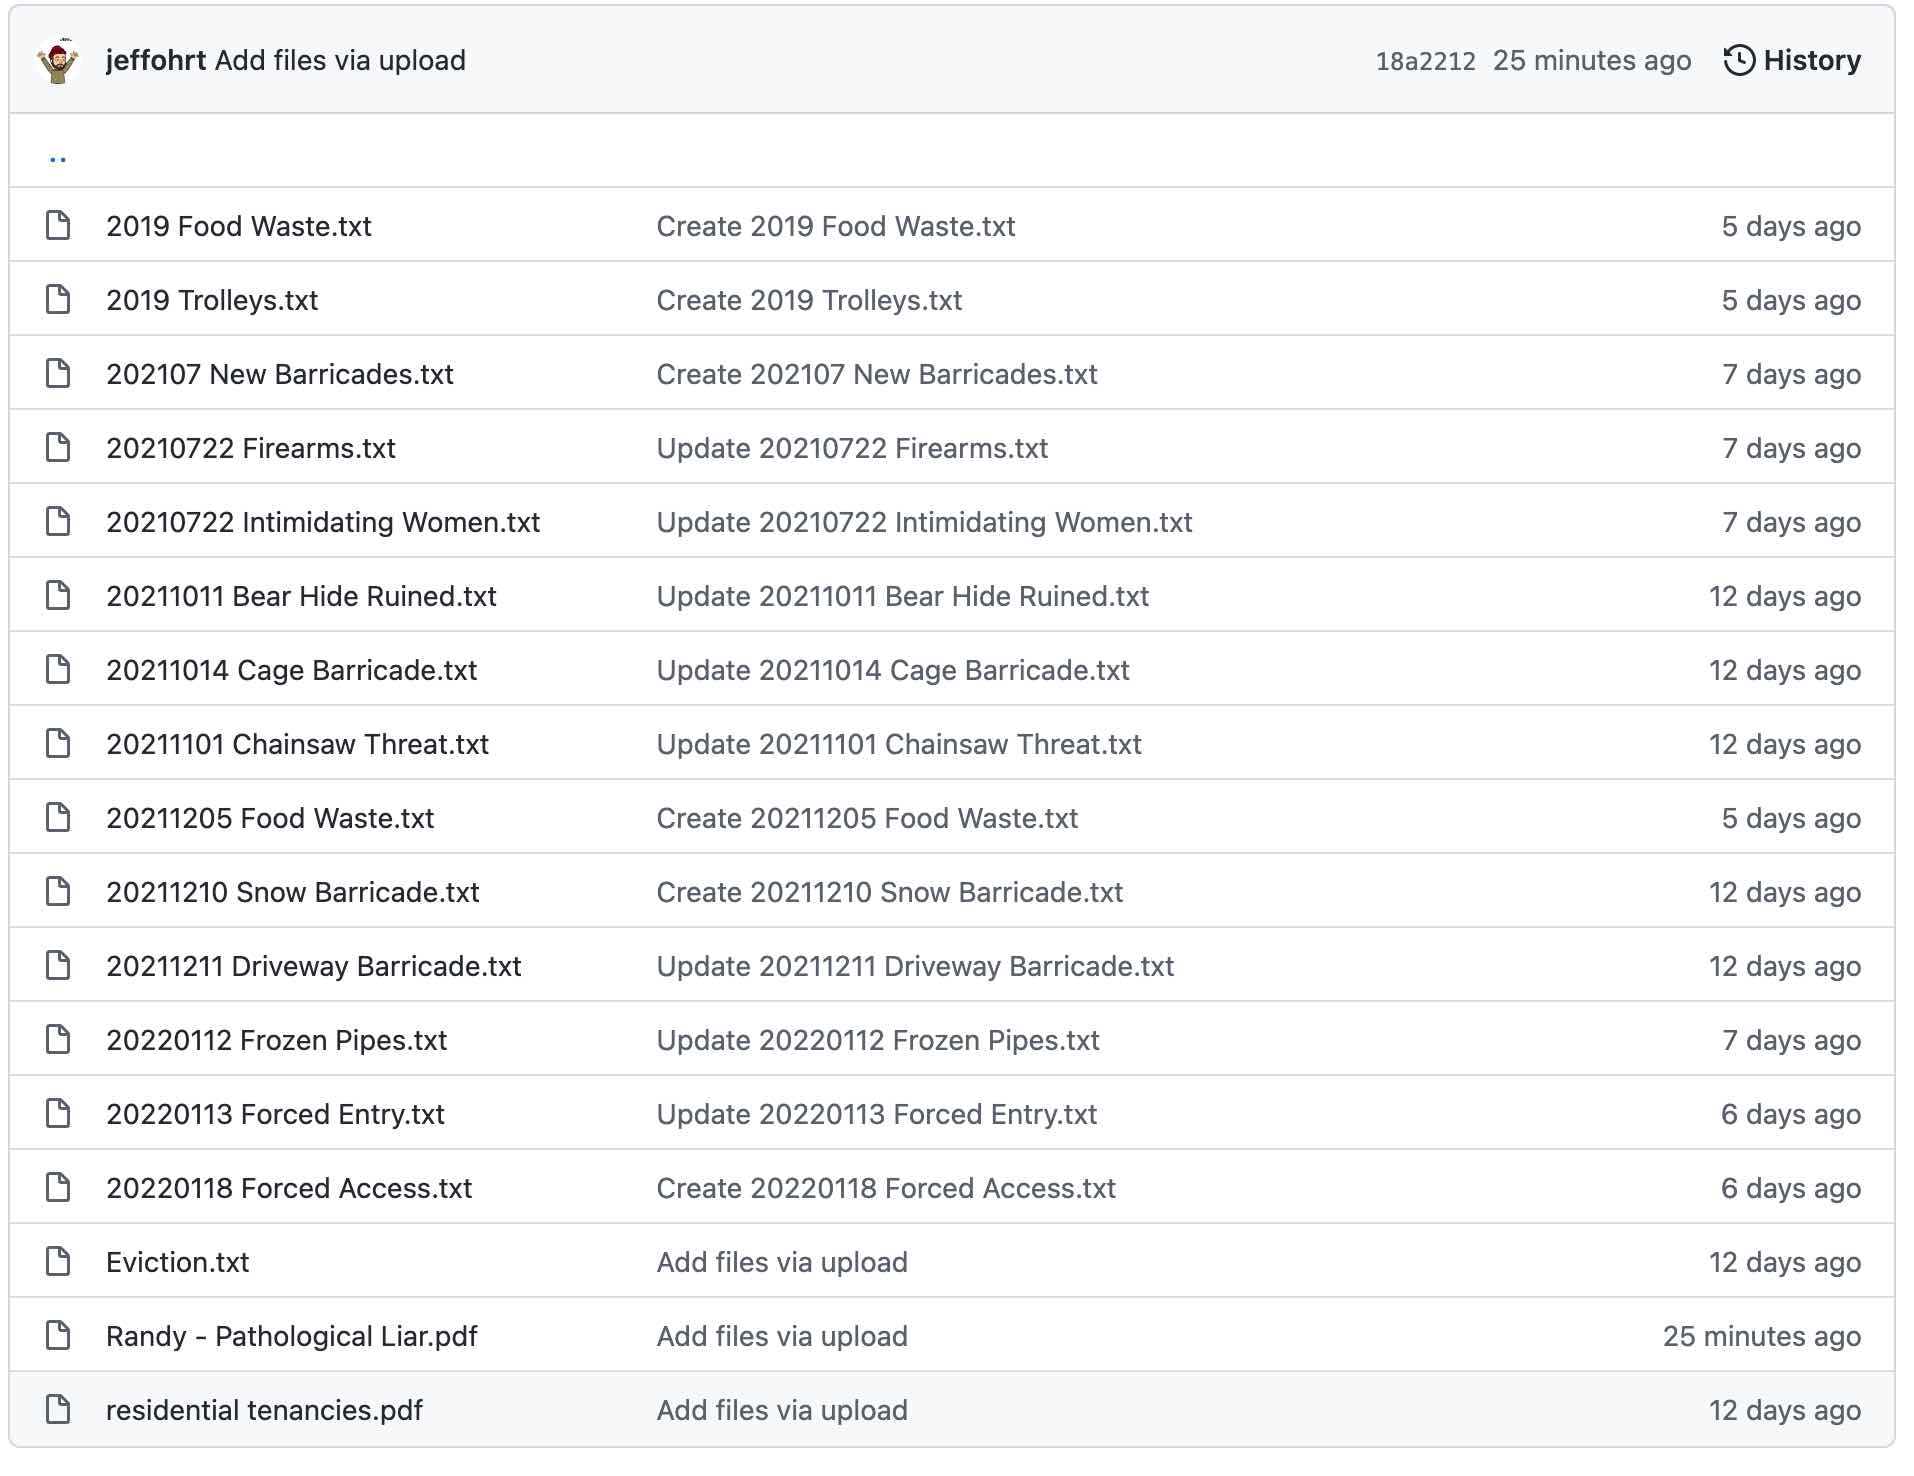 jeffohrt Add files via upload 18a2212 25 minutes ago History
..
2019 Food Waste.txt Create 2019 Food Waste.txt 5 days ago
2019 Trolleys.txt Create 2019 Trolleys.txt 5 days ago
202107 New Barricades.txt Create 202107 New Barricades.txt 7 days ago
20210722 Firearms.txt Update 20210722 Firearms.txt 7 days ago
20210722 Intimidating Women.txt Update 20210722 Intimidating Women.txt 7 days ago
20211011 Bear Hide Ruined.txt Update 20211011 Bear Hide Ruined.txt 12 days ago
20211014 Cage Barricade.txt Update 20211014 Cage Barricade.txt 12 days ago
20211101 Chainsaw Threat.txt Update 20211101 Chainsaw Threat.txt 12 days ago
20211205 Food Waste.txt Create 20211205 Food Waste.txt 5 days ago
20211210 Snow Barricade.txt Create 20211210 Snow Barricade.txt 12 days ago
20211211 Driveway Barricade.txt Update 20211211 Driveway Barricade.txt 12 days ago
20220112 Frozen Pipes.txt Update 20220112 Frozen Pipes.txt 7 days ago
20220113 Forced Entry.txt Update 20220113 Forced Entry.txt 6 days ago
20220118 Forced Access.txt Create 20220118 Forced Access.txt 6 days ago
Eviction.txt Add files via upload 12 days ago
Randy - Pathological Liar.pdf Add files via upload 25 minutes ago
residential tenancies.pdf Add files via upload 12 days ago